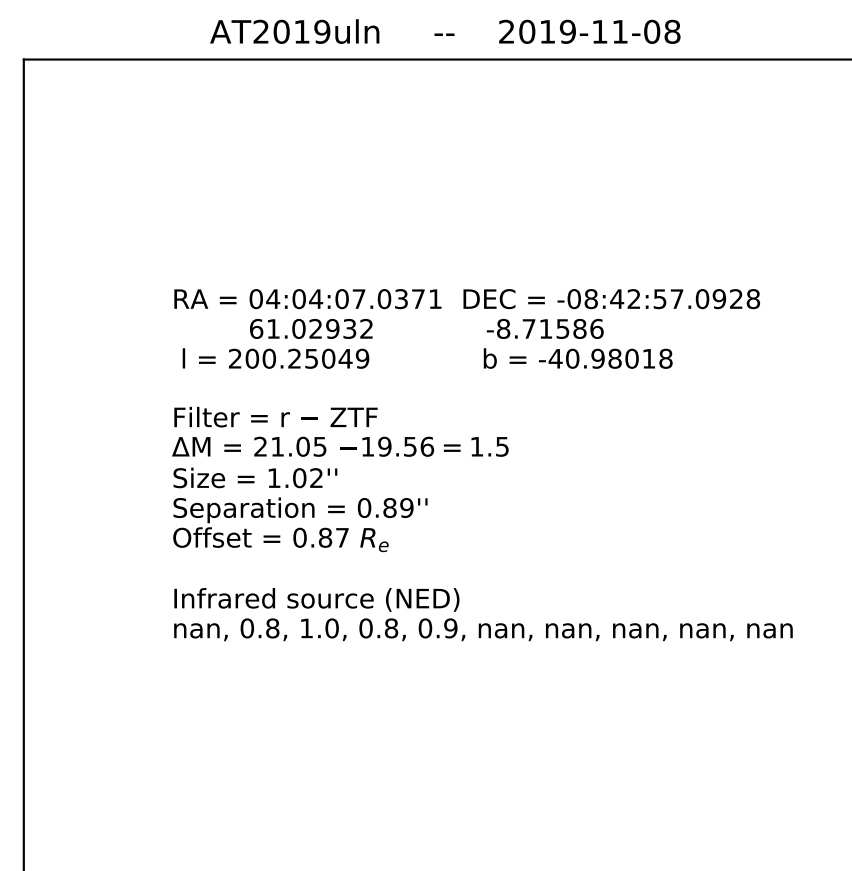 AT2019uln -- 2019-11-08
RA = 04:04:07.0371 DEC = -08:42:57.0928
61.02932 -8.71586
l = 200.25049 b = -40.98018
Filter = r − ZTF
ΔM = 21.05 −19.56 = 1.5
Size = 1.02''
Separation = 0.89''
Offset = 0.87 Rₑ
Infrared source (NED)
nan, 0.8, 1.0, 0.8, 0.9, nan, nan, nan, nan, nan